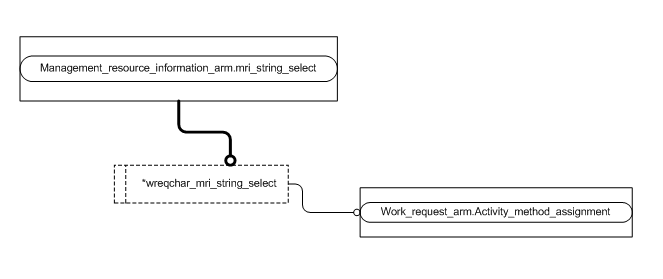 Management_resource_information_arm.mri_string_select
*wreqchar_mri_string_select
Work_request_arm.Activity_method_assignment